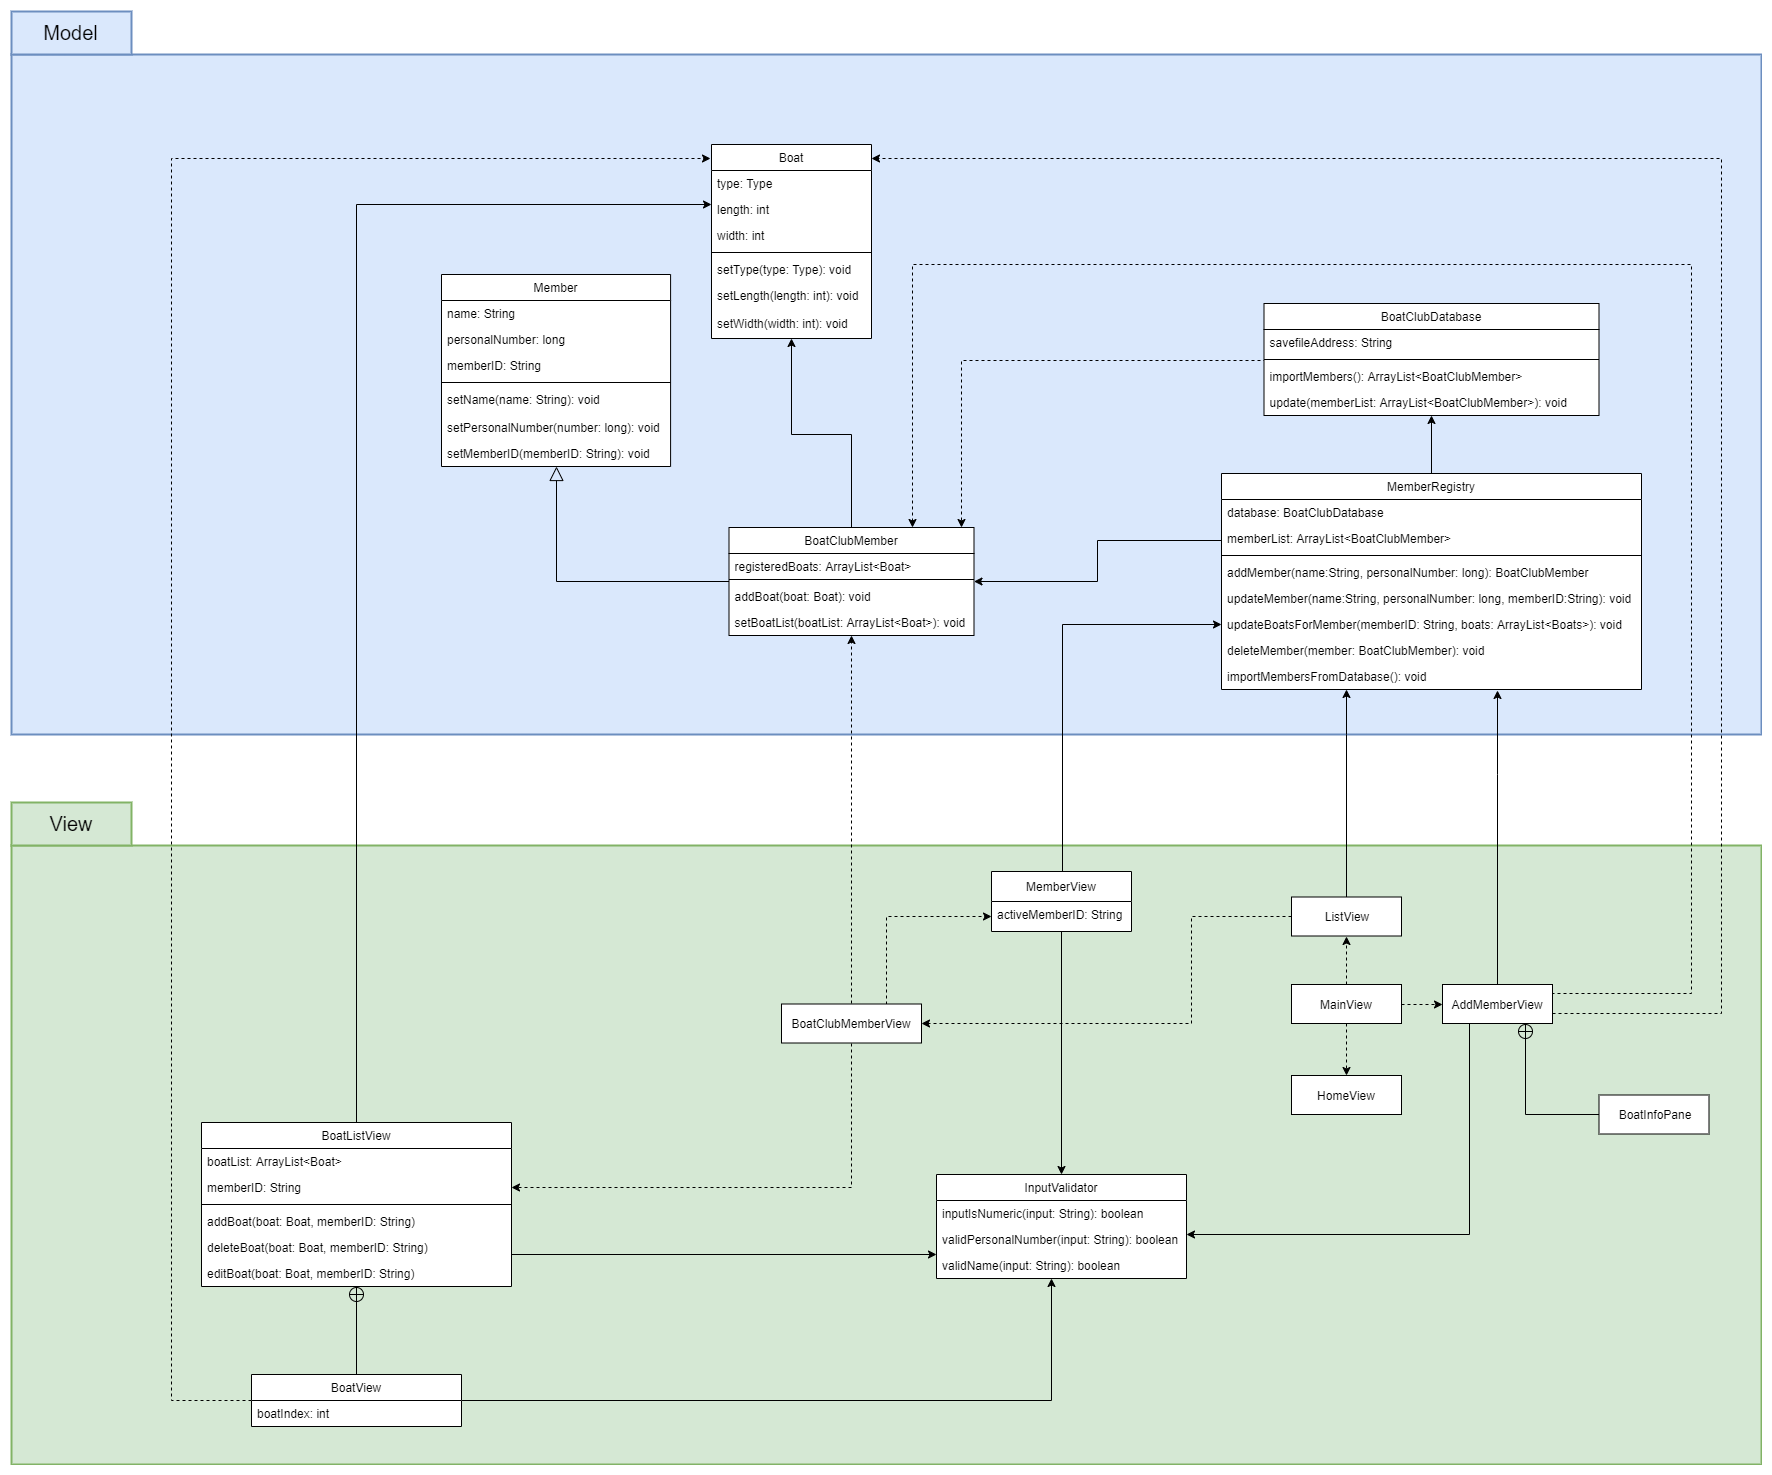 Model
Boat
type: Type
length: int
width: int
setType(type: Type): void
setLength(length: int): void
setWidth(width: int): void
Member
name: String
personalNumber: long
memberID: String
setName(name: String): void
setPersonalNumber(number: long): void
setMemberID(memberID: String): void
BoatClubDatabase
savefileAddress: String
importMembers(): ArrayList<BoatClubMember>
update(memberList: ArrayList<BoatClubMember>): void
MemberRegistry
database: BoatClubDatabase
memberList: ArrayList<BoatClubMember>
addMember(name:String, personalNumber: long): BoatClubMember
updateMember(name:String, personalNumber: long, memberID:String): void
updateBoatsForMember(memberID: String, boats: ArrayList<Boats>): void
deleteMember(member: BoatClubMember): void
importMembersFromDatabase(): void
BoatClubMember
registeredBoats: ArrayList<Boat>
addBoat(boat: Boat): void
setBoatList(boatList: ArrayList<Boat>): void
View
MemberView
activeMemberID: String
ListView
BoatClubMemberView
MainView
AddMemberView
HomeView
BoatInfoPane
BoatListView
boatList: ArrayList<Boat>
memberID: String
addBoat(boat: Boat, memberID: String)
deleteBoat(boat: Boat, memberID: String)
editBoat(boat: Boat, memberID: String)
InputValidator
inputIsNumeric(input: String): boolean
validPersonalNumber(input: String): boolean
validName(input: String): boolean
BoatView
boatIndex: int